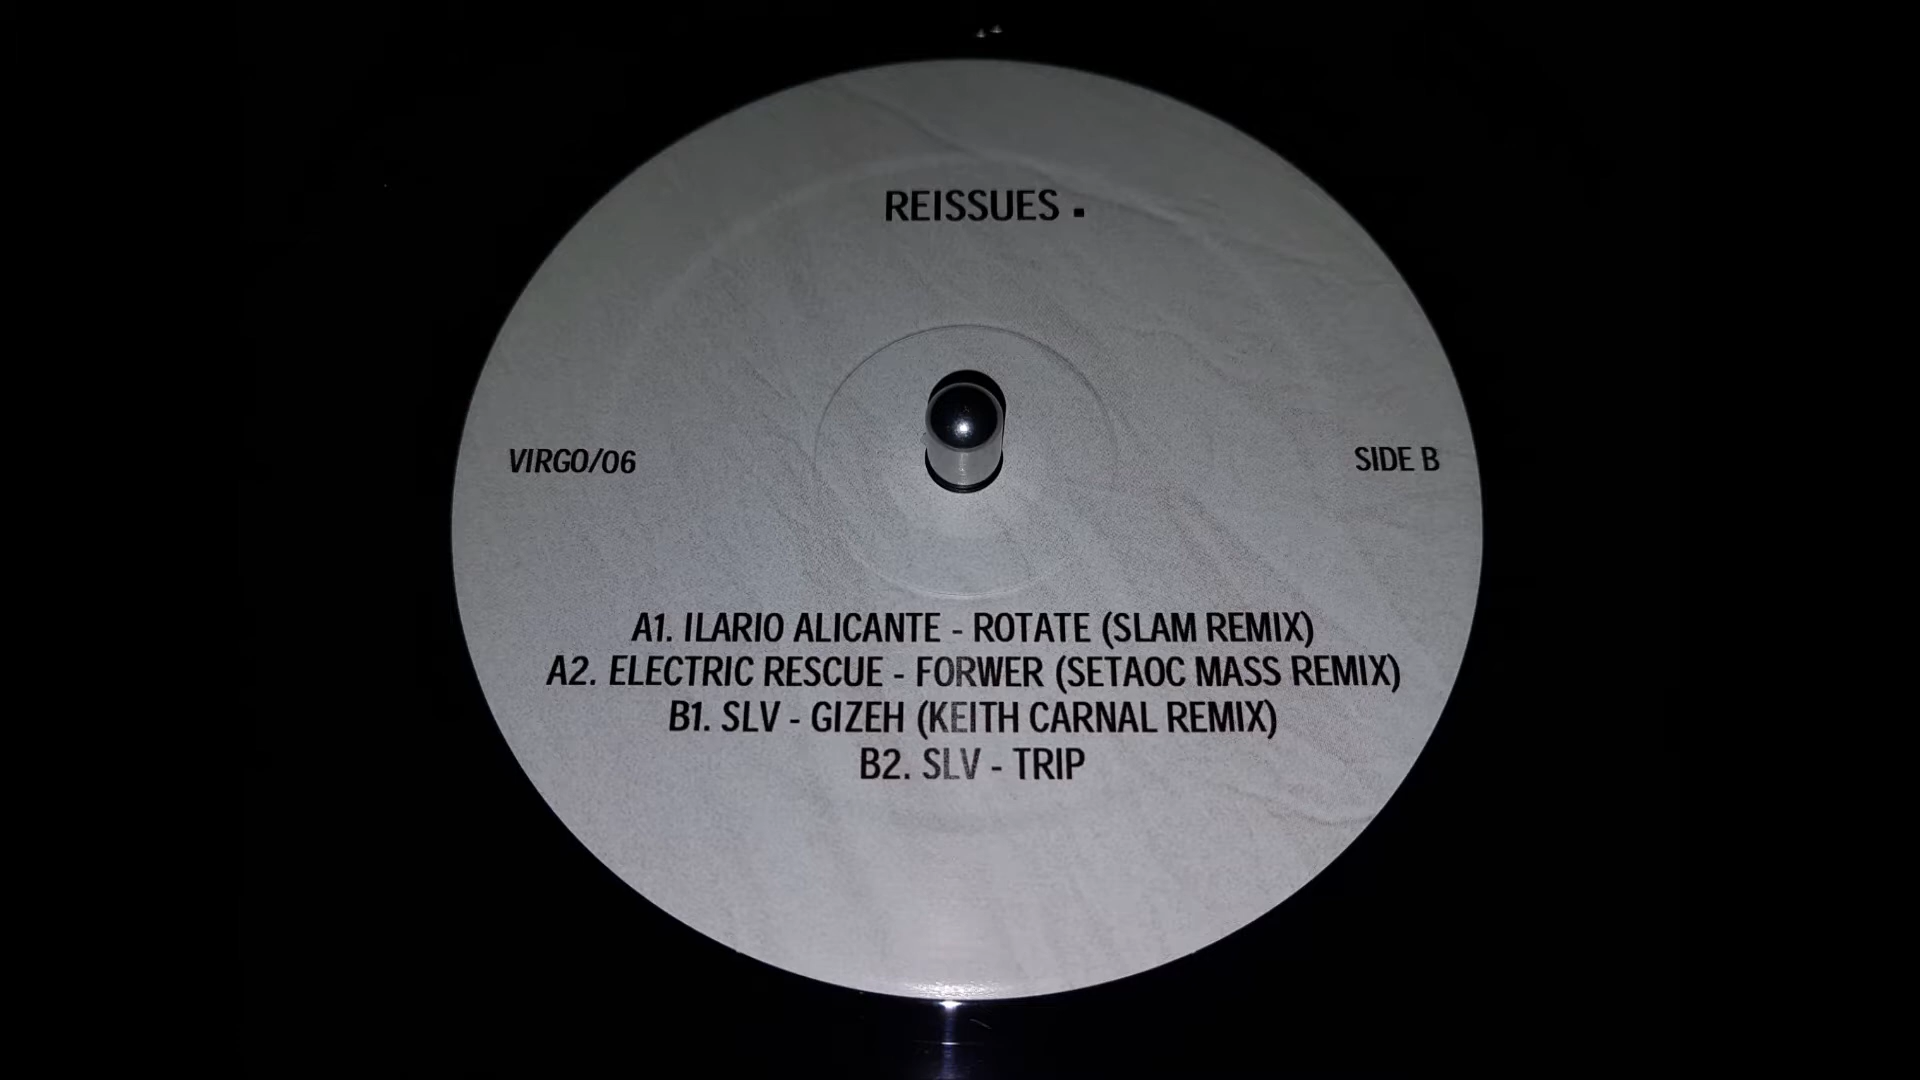 REISSUES ▪
VIRGO/06
SIDE B
A1. ILARIO ALICANTE - ROTATE (SLAM REMIX)
A2. ELECTRIC RESCUE - FORWER (SETAOC MASS REMIX)
B1. SLV - GIZEH (KEITH CARNAL REMIX)
B2. SLV - TRIP